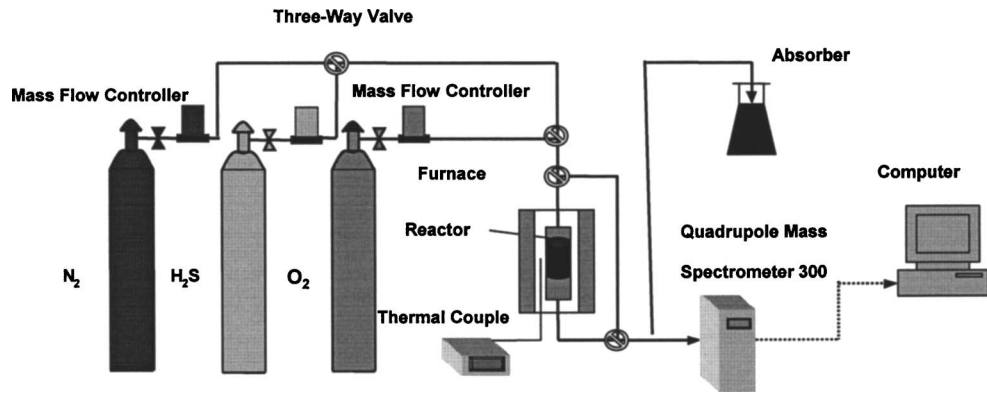 Three-Way Valve
Absorber
Mass Flow Controller
Mass Flow Controller
Furnace
Computer
Reactor
Quadrupole Mass
Spectrometer 300
N₂
H₂S
O₂
Thermal Couple